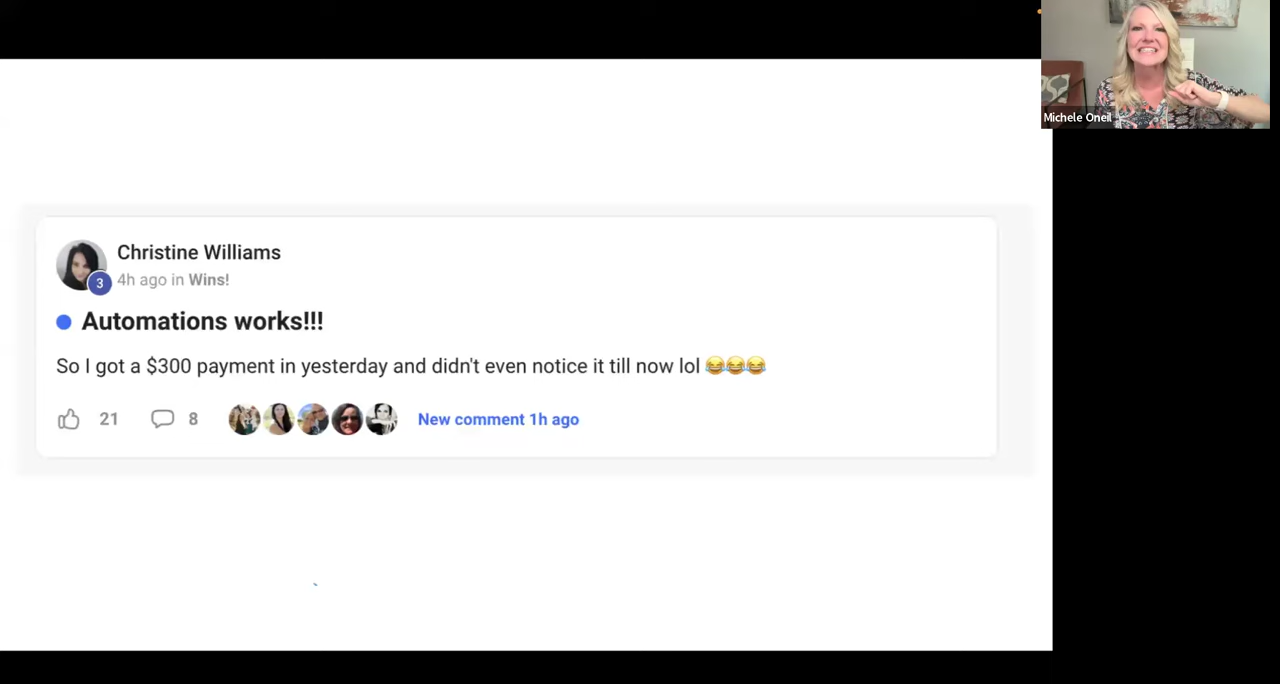 Michele Oneil
Christine Williams
3
4h ago in Wins!
Automations works!!!
So I got a $300 payment in yesterday and didn't even notice it till now lol 😂😂😂
21 8 New comment 1h ago